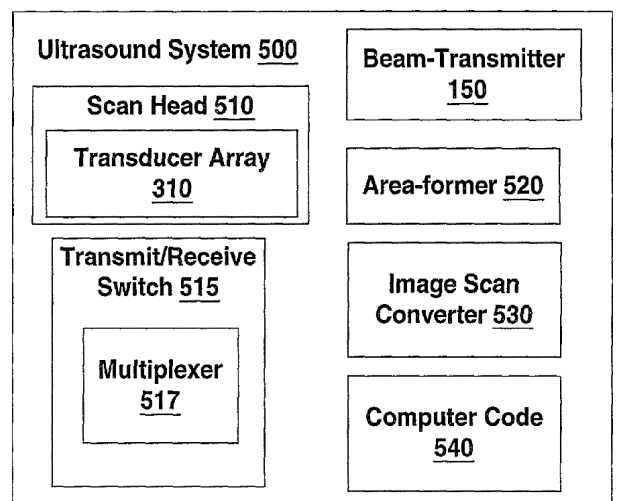 Ultrasound System 500
Scan Head 510
Transducer Array
310
Transmit/Receive
Switch 515
Multiplexer
517
Beam-Transmitter
150
Area-former 520
Image Scan
Converter 530
Computer Code
540